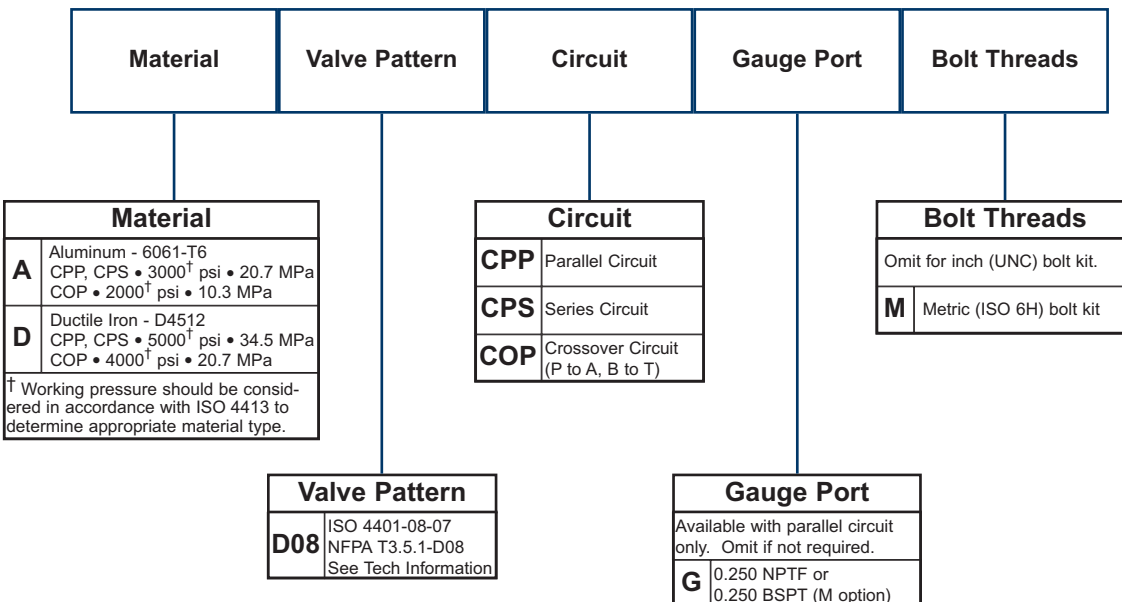 Material
Valve Pattern
Circuit
Gauge Port
Bolt Threads
Material
A
Aluminum - 6061-T6
CPP, CPS • 3000† psi • 20.7 MPa
COP • 2000† psi • 10.3 MPa
D
Ductile Iron - D4512
CPP, CPS • 5000† psi • 34.5 MPa
COP • 4000† psi • 20.7 MPa
† Working pressure should be consid-
ered in accordance with ISO 4413 to
determine appropriate material type.
Circuit
CPP Parallel Circuit
CPS Series Circuit
COP Crossover Circuit
(P to A, B to T)
Bolt Threads
Omit for inch (UNC) bolt kit.
M Metric (ISO 6H) bolt kit
Valve Pattern
D08
ISO 4401-08-07
NFPA T3.5.1-D08
See Tech Information
Gauge Port
Available with parallel circuit
only. Omit if not required.
G
0.250 NPTF or
0.250 BSPT (M option)